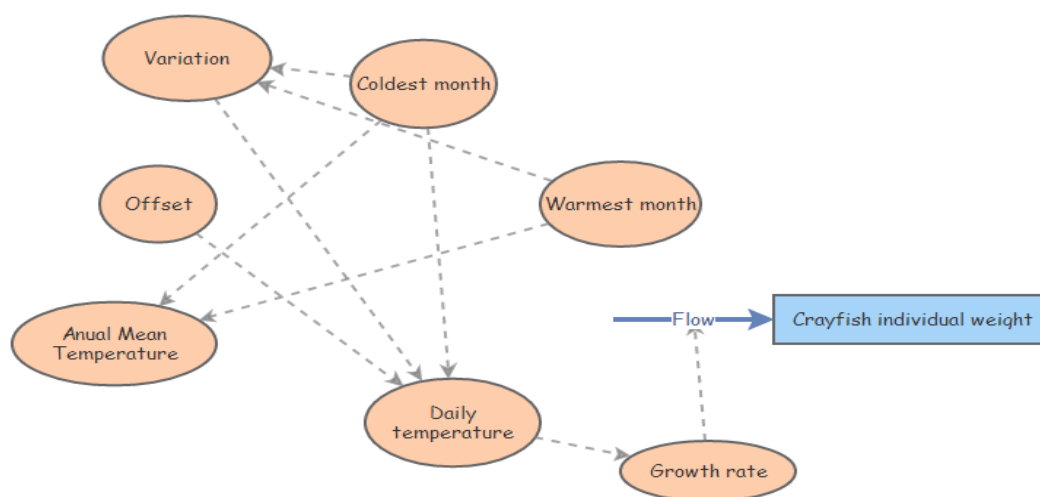 Variation
Coldest month
Offset
Warmest month
Anual Mean
Temperature
Flow
Crayfish individual weight
Daily
temperature
Growth rate